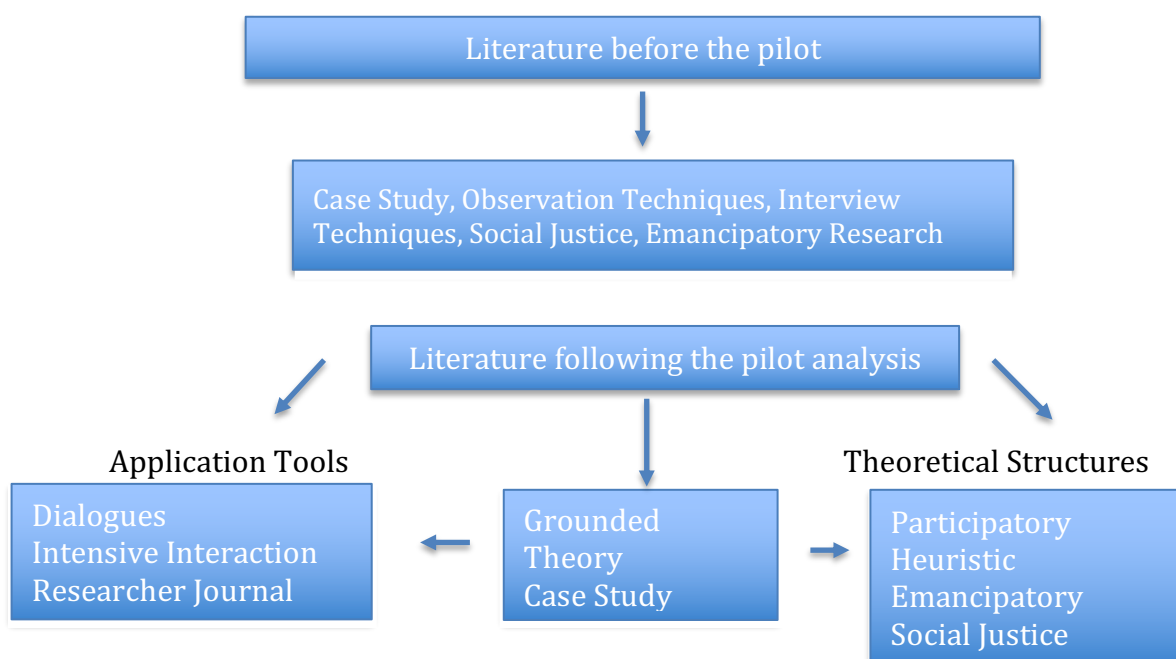 Literature before the pilot
Case Study, Observation Techniques, Interview
Techniques, Social Justice, Emancipatory Research
Literature following the pilot analysis
Application Tools
Dialogues
Intensive Interaction
Researcher Journal
Grounded
Theory
Case Study
Theoretical Structures
Participatory
Heuristic
Emancipatory
Social Justice